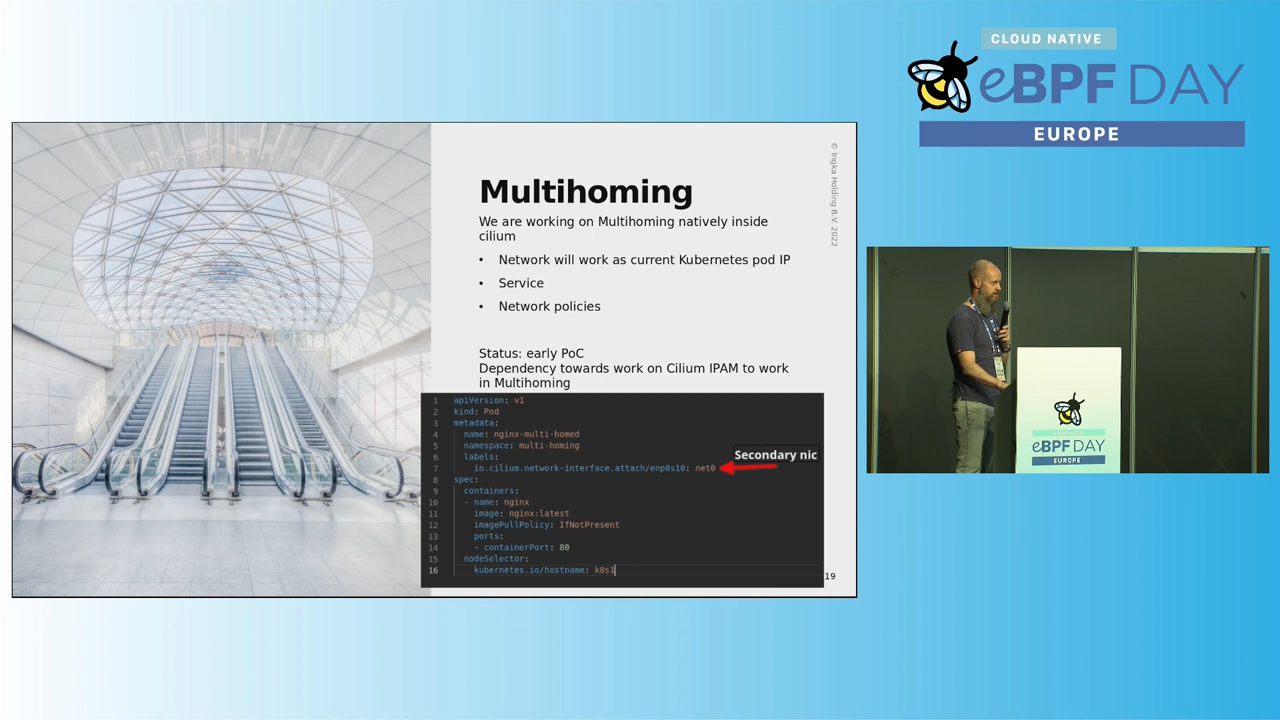 CLOUD NATIVE
eBPF DAY
EUROPE
© Ingka Holding B.V. 2022
Multihoming
We are working on Multihoming natively inside
cilium
• Network will work as current Kubernetes pod IP
• Service
• Network policies
Status: early PoC
Dependency towards work on Cilium IPAM to work
in Multihoming
1 apiVersion: v1
2 kind: Pod
3 metadata:
4 name: nginx-multi-homed
5 namespace: multi-homing
6 labels:
7 io.cilium.network-interface.attach/enp0s10: net0
Secondary nic
8 spec:
9 containers:
10 - name: nginx
11 image: nginx:latest
12 imagePullPolicy: IfNotPresent
13 ports:
14 - containerPort: 80
15 nodeSelector:
16 kubernetes.io/hostname: k8s1
19
eBPF DAY
EUROPE